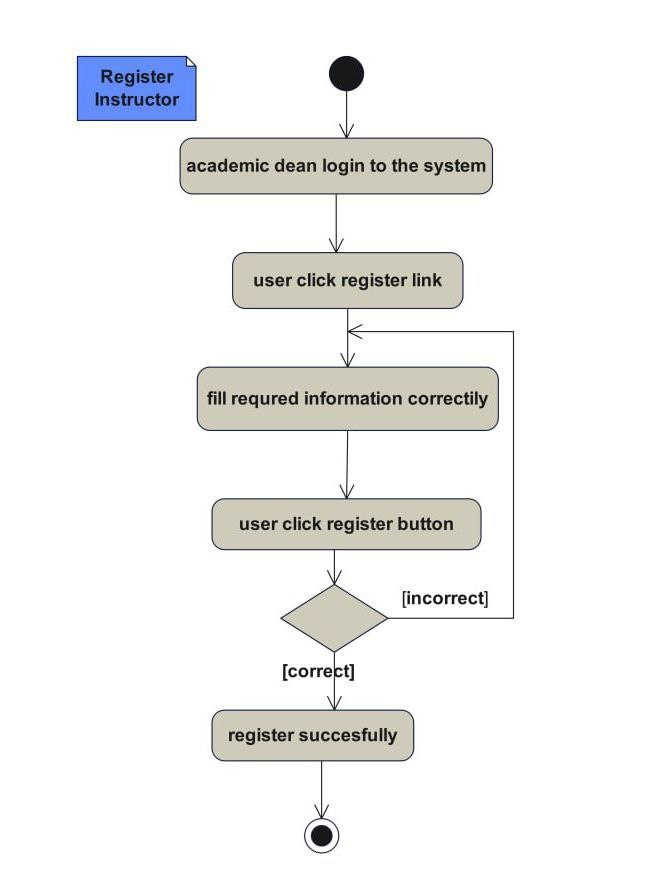 Register
Instructor
academic dean login to the system
user click register link
fill requred information correctily
user click register button
[incorrect]
[correct]
register succesfully